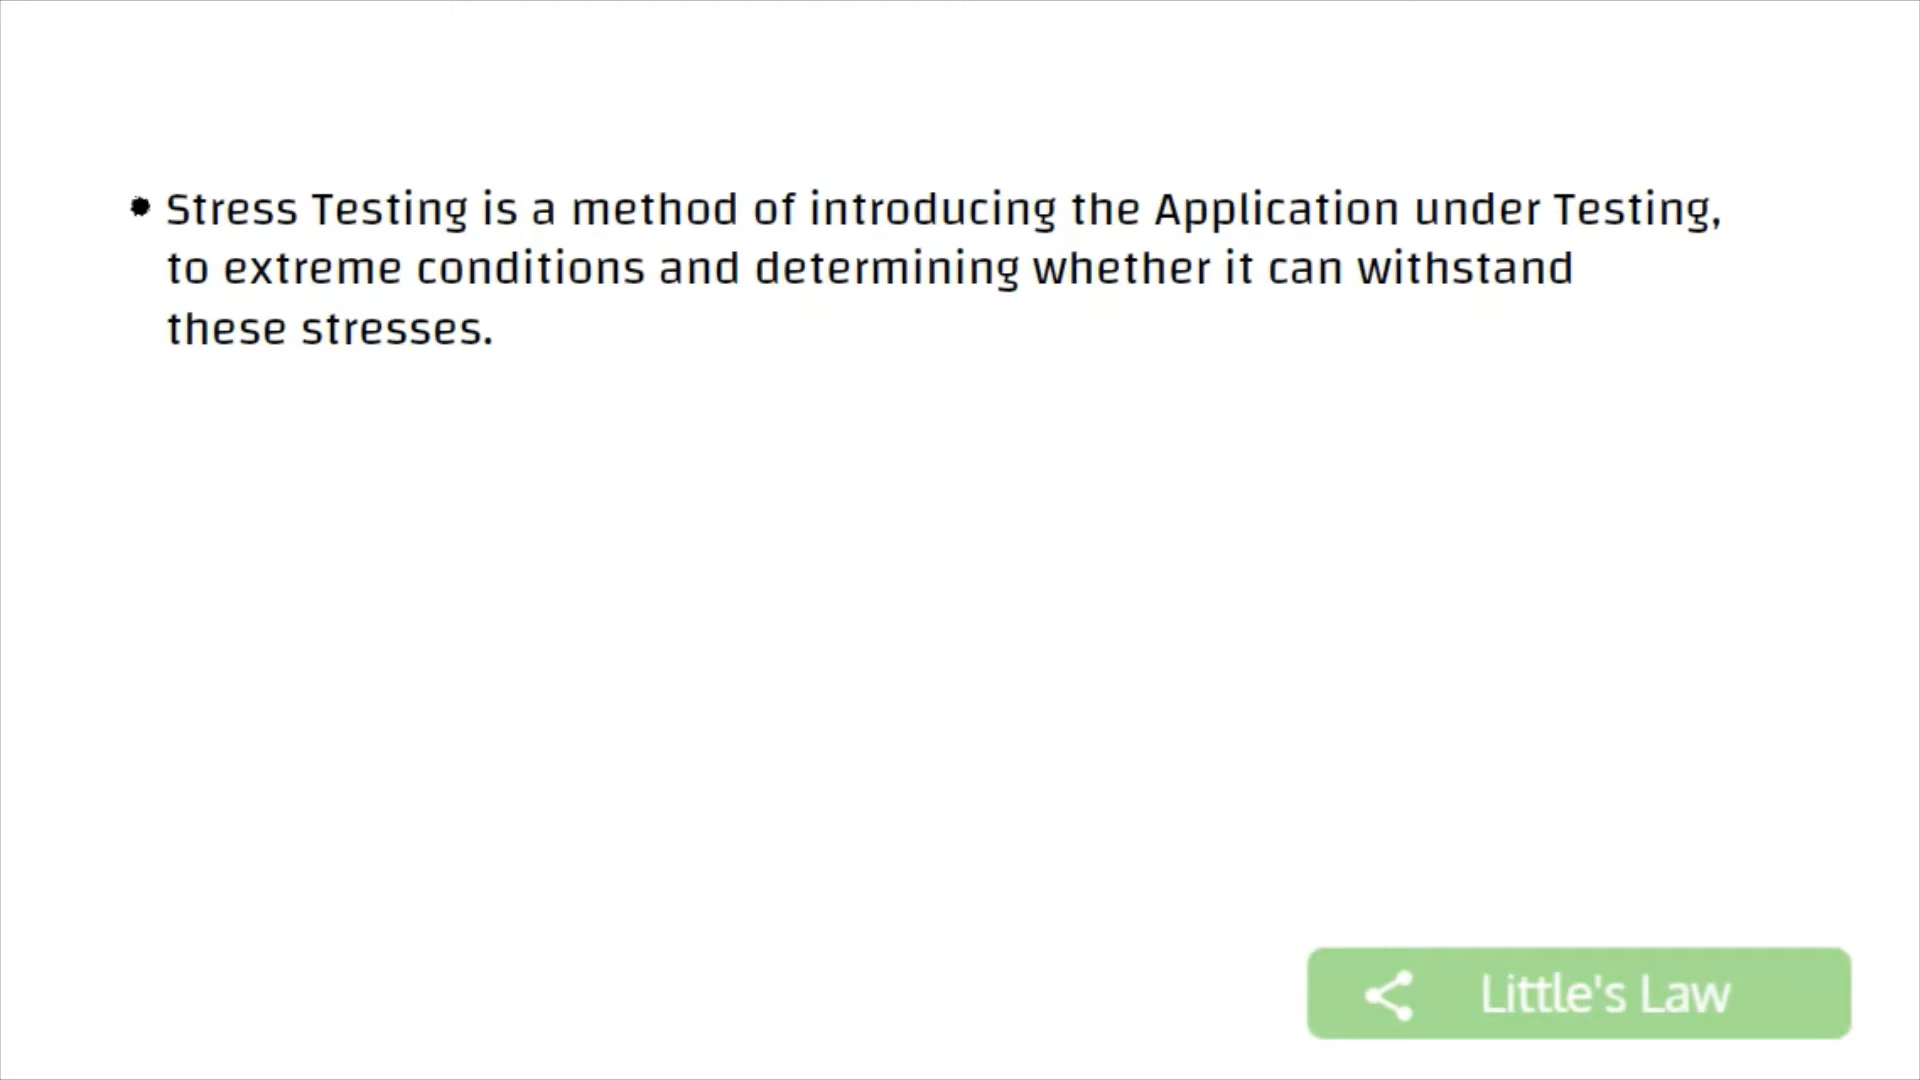 Stress Testing is a method of introducing the Application under Testing,
to extreme conditions and determining whether it can withstand
these stresses.
Little's Law